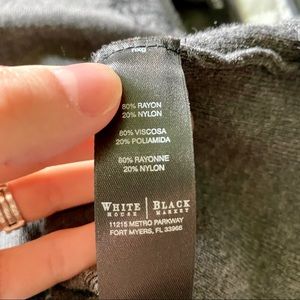 80% RAYON
20% NYLON
80% VISCOSA
20% POLIAMIDA
80% RAYONNE
20% NYLON
WHITE | BLACK
HOUSE | MARKET
11215 METRO PARKWAY
FORT MYERS, FL 33966